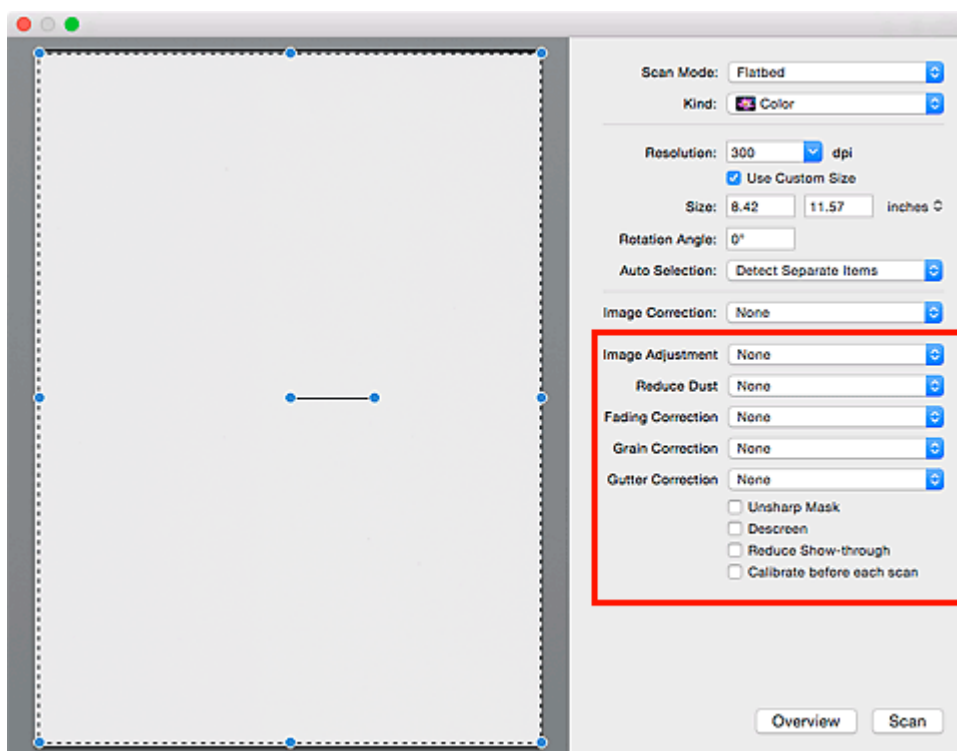 Scan Mode: Flatbed
Kind: Color
Resolution: 300 dpi
Use Custom Size
Size: 8.42 11.57 inches
Rotation Angle: 0°
Auto Selection: Detect Separate Items
Image Correction: None
Image Adjustment None
Reduce Dust None
Fading Correction None
Grain Correction None
Gutter Correction None
Unsharp Mask
Descreen
Reduce Show-through
Calibrate before each scan
Overview Scan